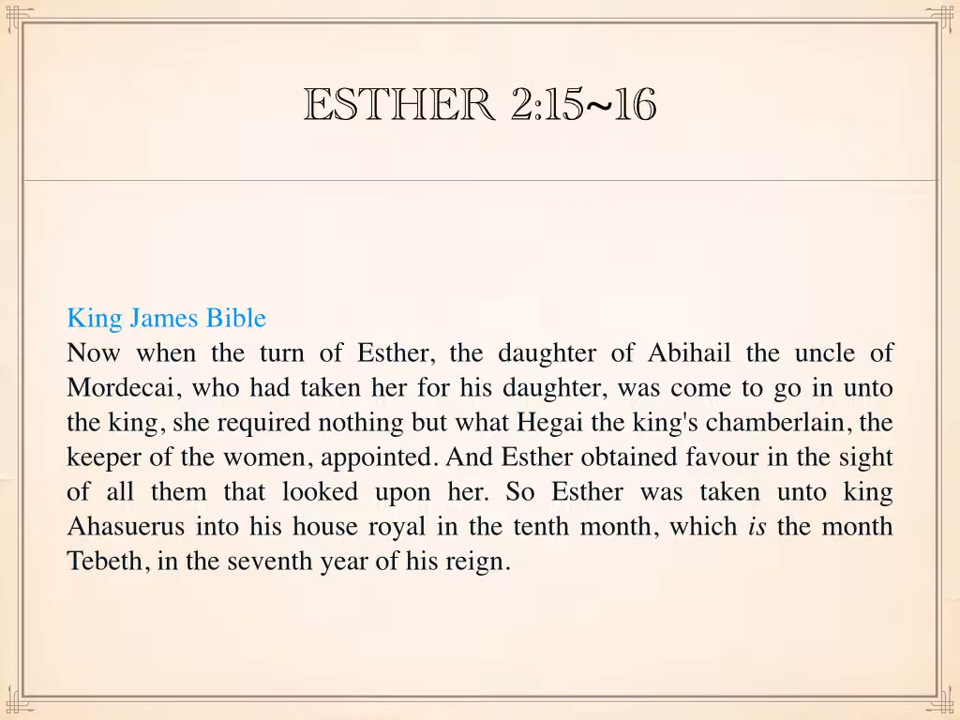 ESTHER 2:15~16
King James Bible
Now when the turn of Esther, the daughter of Abihail the uncle of
Mordecai, who had taken her for his daughter, was come to go in unto
the king, she required nothing but what Hegai the king's chamberlain, the
keeper of the women, appointed. And Esther obtained favour in the sight
of all them that looked upon her. So Esther was taken unto king
Ahasuerus into his house royal in the tenth month, which is the month
Tebeth, in the seventh year of his reign.